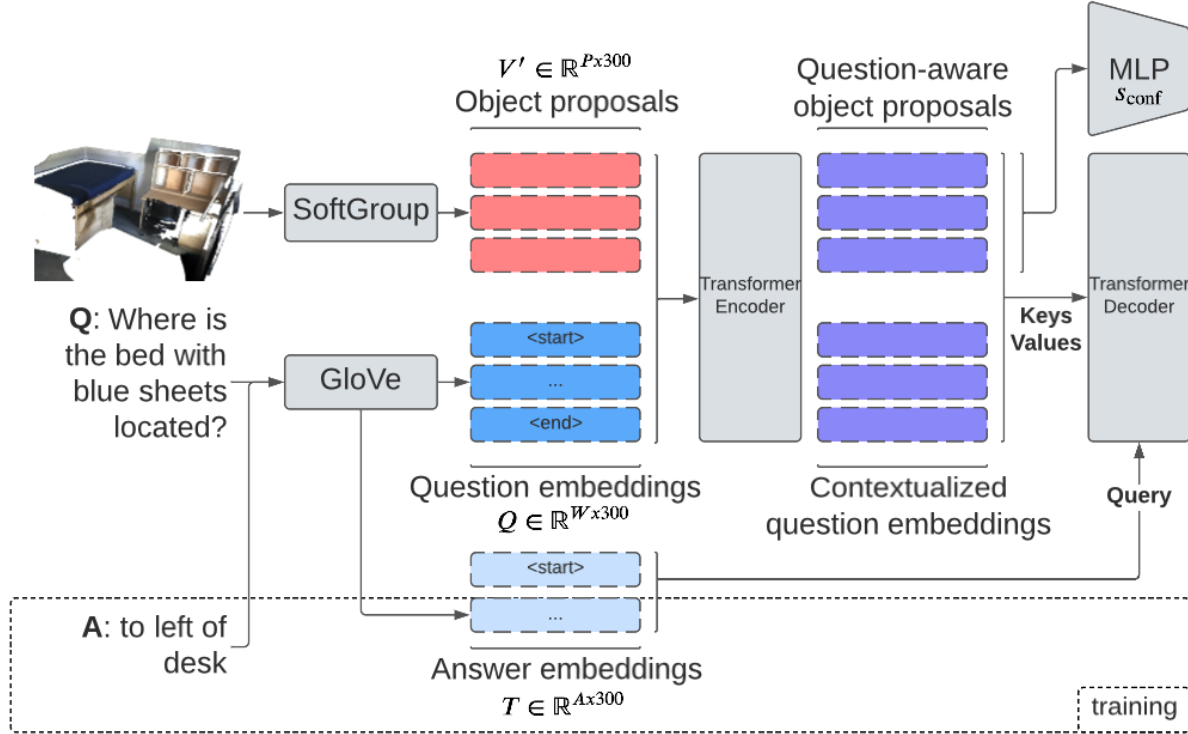 V′ ∈ ℝ^{Px300}
Object proposals
Question-aware
object proposals
MLP
s_conf
SoftGroup
Transformer
Encoder
Transformer
Decoder
Keys
Values
Q: Where is
the bed with
blue sheets
located?
GloVe
<start>
...
<end>
Question embeddings
Q ∈ ℝ^{Wx300}
Contextualized
question embeddings
Query
<start>
...
A: to left of
desk
Answer embeddings
T ∈ ℝ^{Ax300}
training